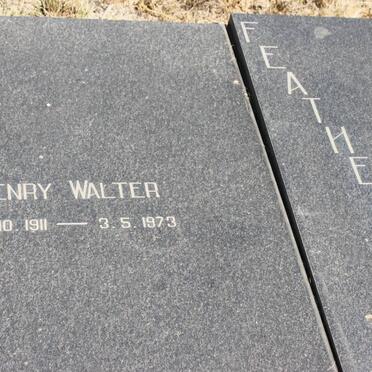 ENRY WALTER
10. 1911 — 3. 5. 1973
FEATHE